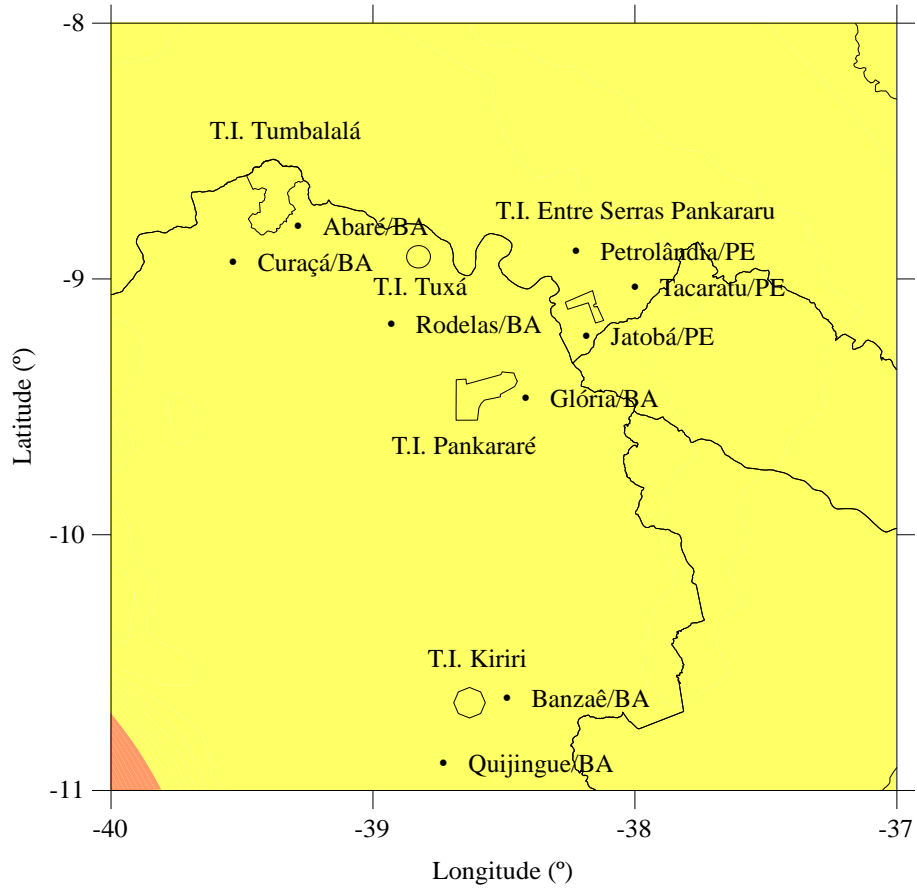 -8
T.I. Tumbalalá
T.I. Entre Serras Pankararu
Abaré/BA
Petrolândia/PE
Curaçá/BA
-9
T.I. Tuxá
Tacaratu/PE
Rodelas/BA
Jatobá/PE
Glória/BA
T.I. Pankararé
Latitude (º)
-10
T.I. Kiriri
Banzaê/BA
Quijingue/BA
-11
-40
-39
-38
-37
Longitude (º)